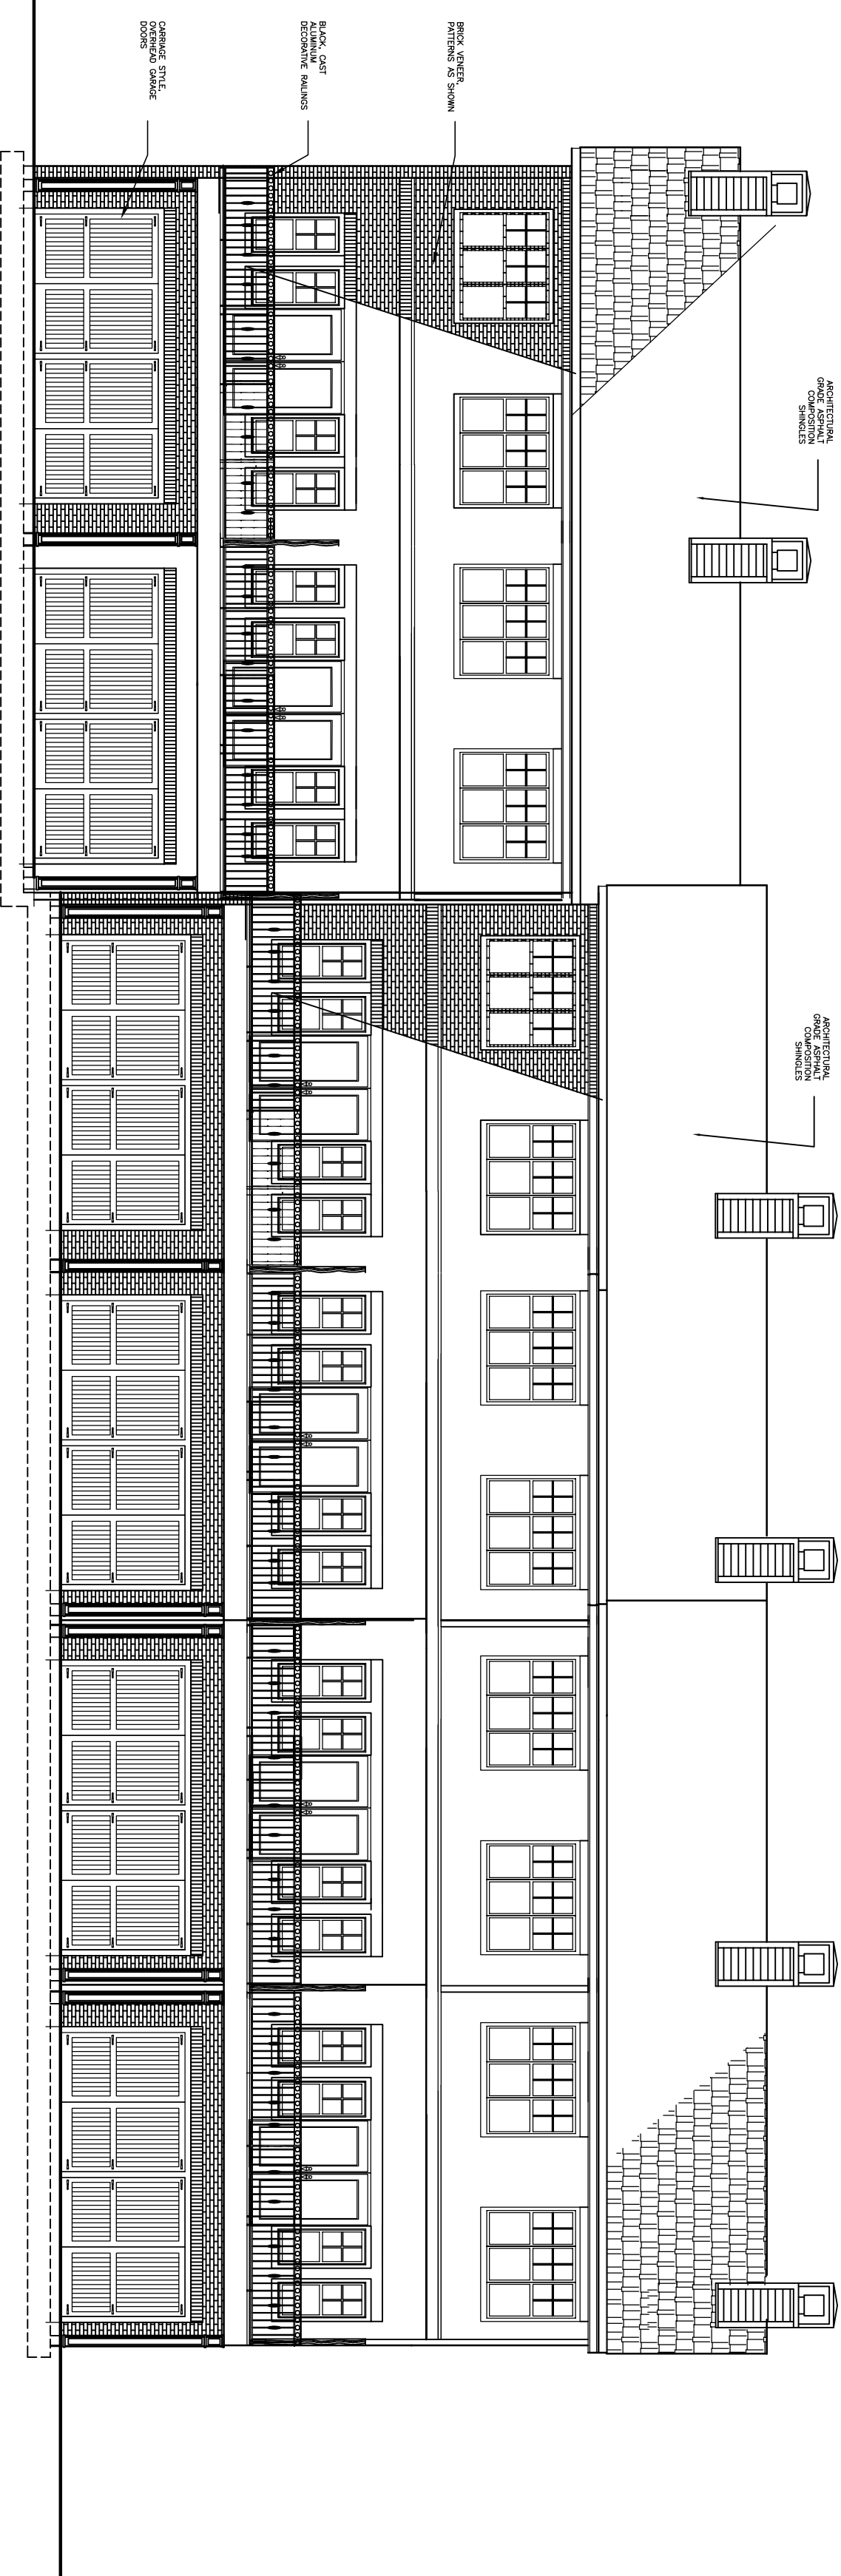 CARRIAGE STYLE,
OVERHEAD GARAGE
DOORS
BLACK, CAST
ALUMINUM
DECORATIVE RAILINGS
BRICK VENEER,
PATTERNS AS SHOWN
ARCHITECTURAL
GRADE ASPHALT
COMPOSITION
SHINGLES
ARCHITECTURAL
GRADE ASPHALT
COMPOSITION
SHINGLES